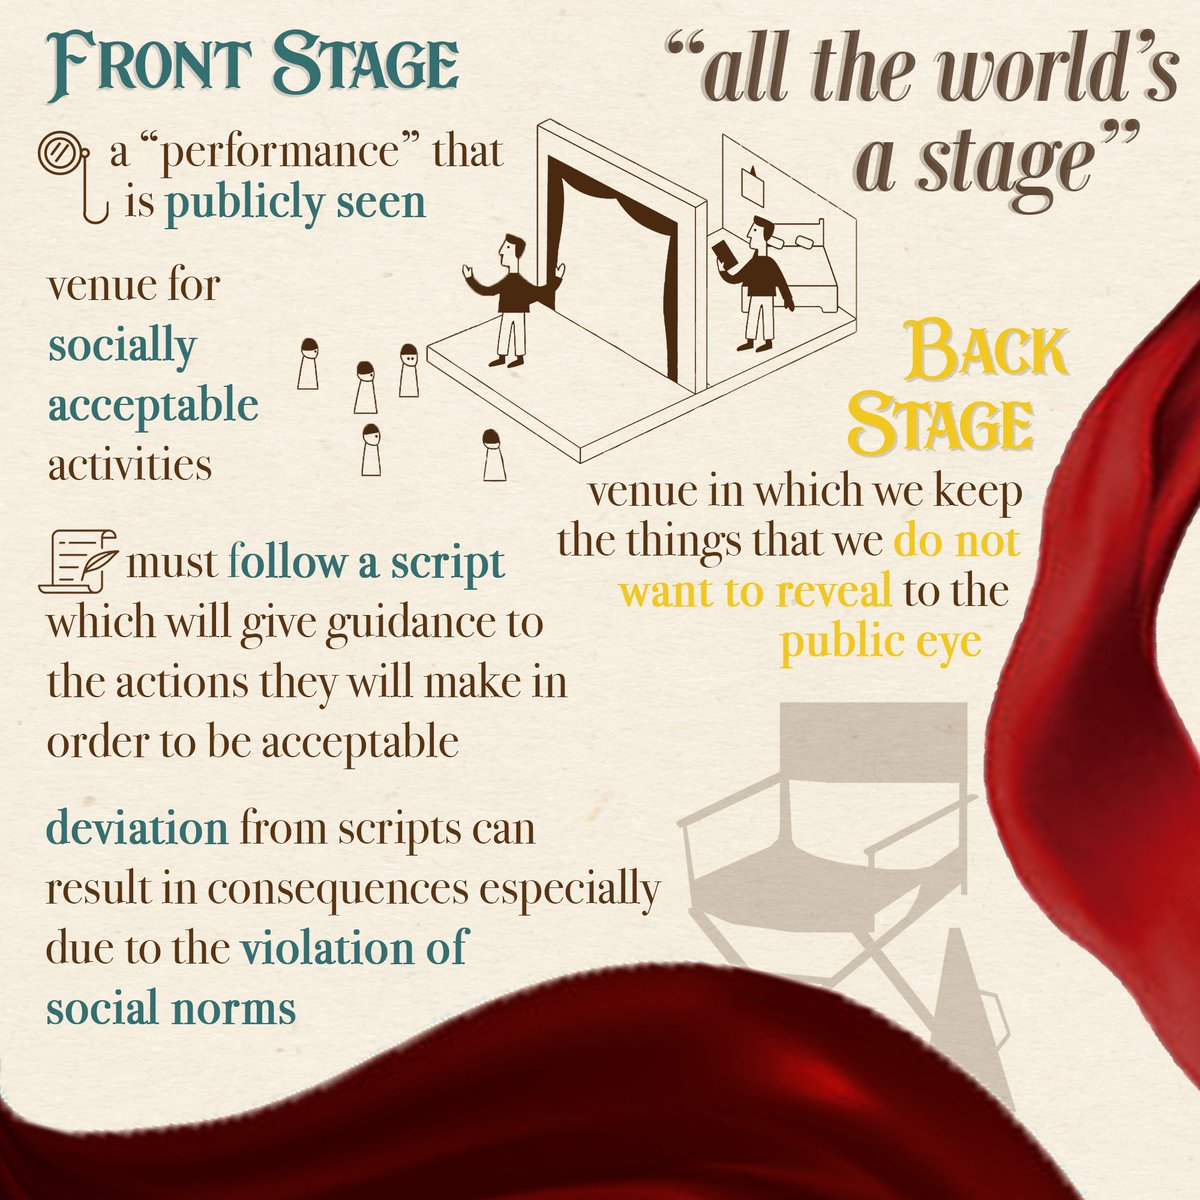 FRONT STAGE
a “performance” that
is publicly seen
venue for
socially
acceptable
activities
must follow a script
which will give guidance to
the actions they will make in
order to be acceptable
deviation from scripts can
result in consequences especially
due to the violation of
social norms
“all the world’s
a stage”
BACK
STAGE
venue in which we keep
the things that we do not
want to reveal to the
public eye